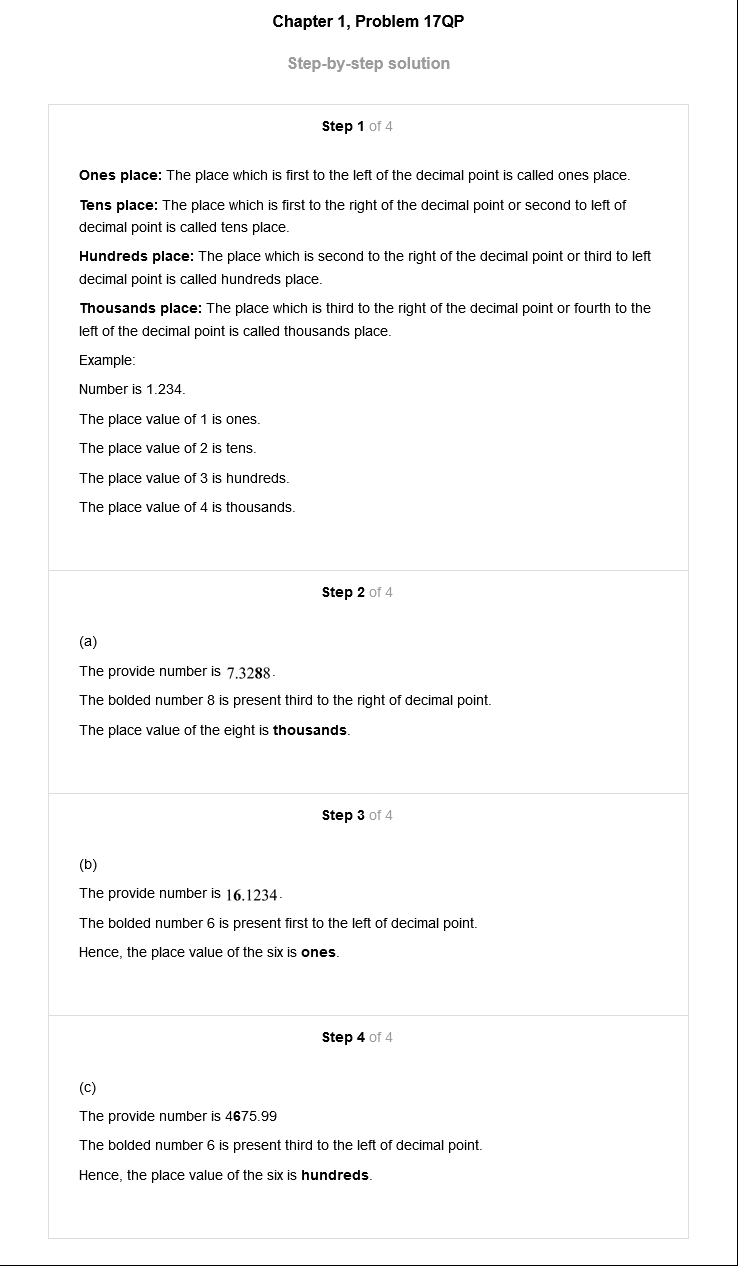 Chapter 1, Problem 17QP
Step-by-step solution
Step 1 of 4
Ones place: The place which is first to the left of the decimal point is called ones place.
Tens place: The place which is first to the right of the decimal point or second to left of
decimal point is called tens place.
Hundreds place: The place which is second to the right of the decimal point or third to left
decimal point is called hundreds place.
Thousands place: The place which is third to the right of the decimal point or fourth to the
left of the decimal point is called thousands place.
Example:
Number is 1.234.
The place value of 1 is ones.
The place value of 2 is tens.
The place value of 3 is hundreds.
The place value of 4 is thousands.
Step 2 of 4
(a)
The provide number is 7.3288.
The bolded number 8 is present third to the right of decimal point.
The place value of the eight is thousands.
Step 3 of 4
(b)
The provide number is 16.1234.
The bolded number 6 is present first to the left of decimal point.
Hence, the place value of the six is ones.
Step 4 of 4
(c)
The provide number is 4675.99
The bolded number 6 is present third to the left of decimal point.
Hence, the place value of the six is hundreds.